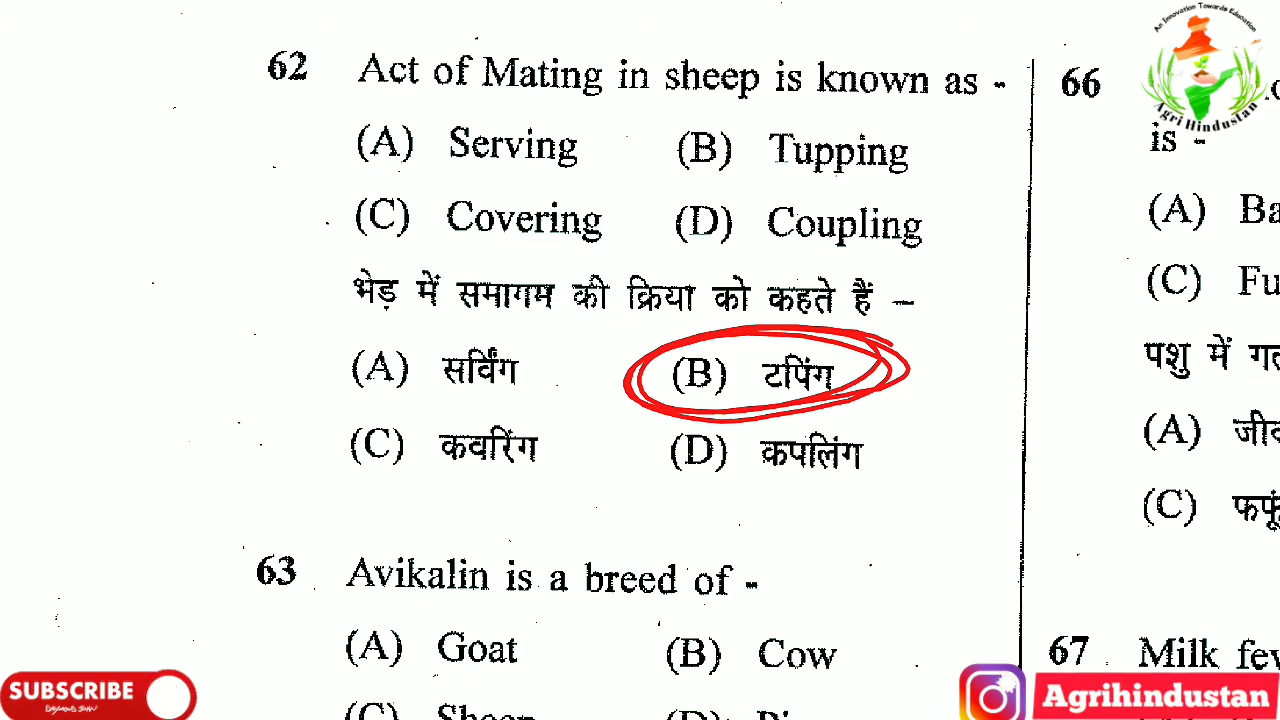 62 Act of Mating in sheep is known as -
(A) Serving (B) Tupping
(C) Covering (D) Coupling
भेड़ में समागम की क्रिया को कहते हैं –
(A) सर्विंग (B) टपिंग
(C) कवरिंग (D) कपलिंग
63 Avikalin is a breed of -
(A) Goat (B) Cow
(C) Sheep (D)
66
is -
(A) Ba
(C) Fu
पशु में
(A)
(C)
67 Milk fev
An Innovation Towards Education
Agri Hindustan
SUBSCRIBE
Agrihindustan